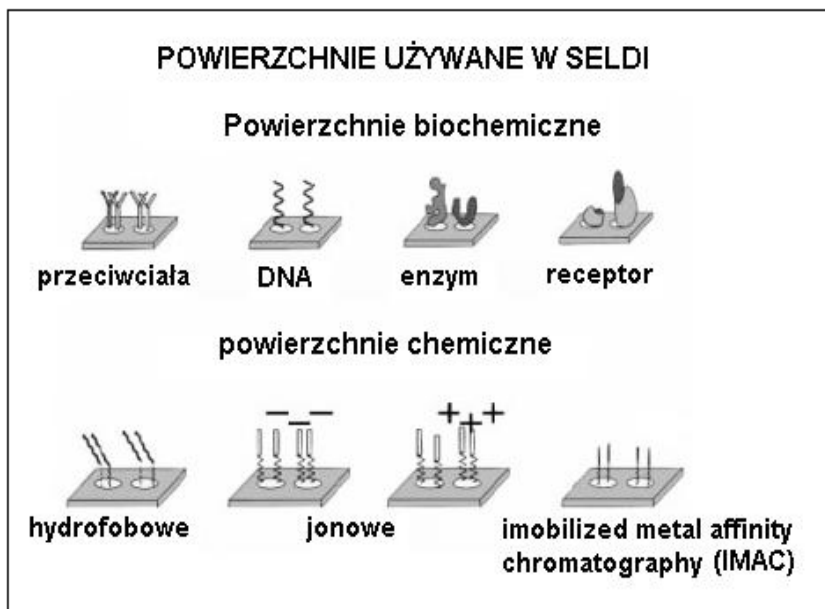 POWIERZCHNIE UŻYWANE W SELDI
Powierzchnie biochemiczne
przeciwciała DNA enzym receptor
powierzchnie chemiczne
hydrofobowe jonowe imobilized metal affinity
chromatography (IMAC)